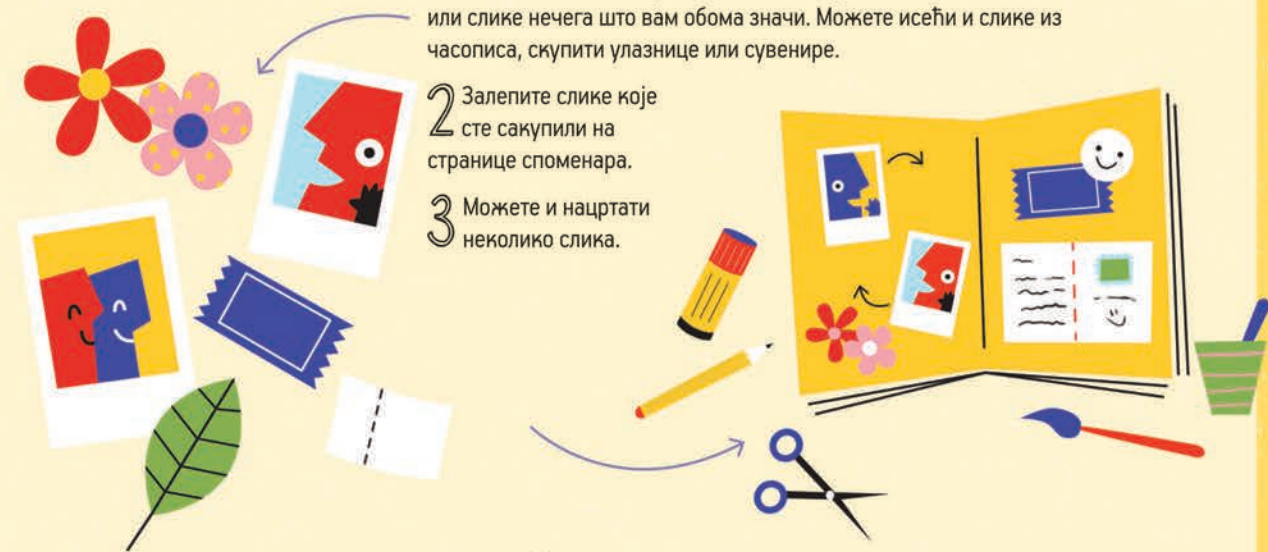 или слике нечега што вам обома значи. Можете исећи и слике из
часописа, скупити улазнице или сувенире.
2 Залепите слике које
сте сакупили на
странице споменара.
3 Можете и нацртати
неколико слика.